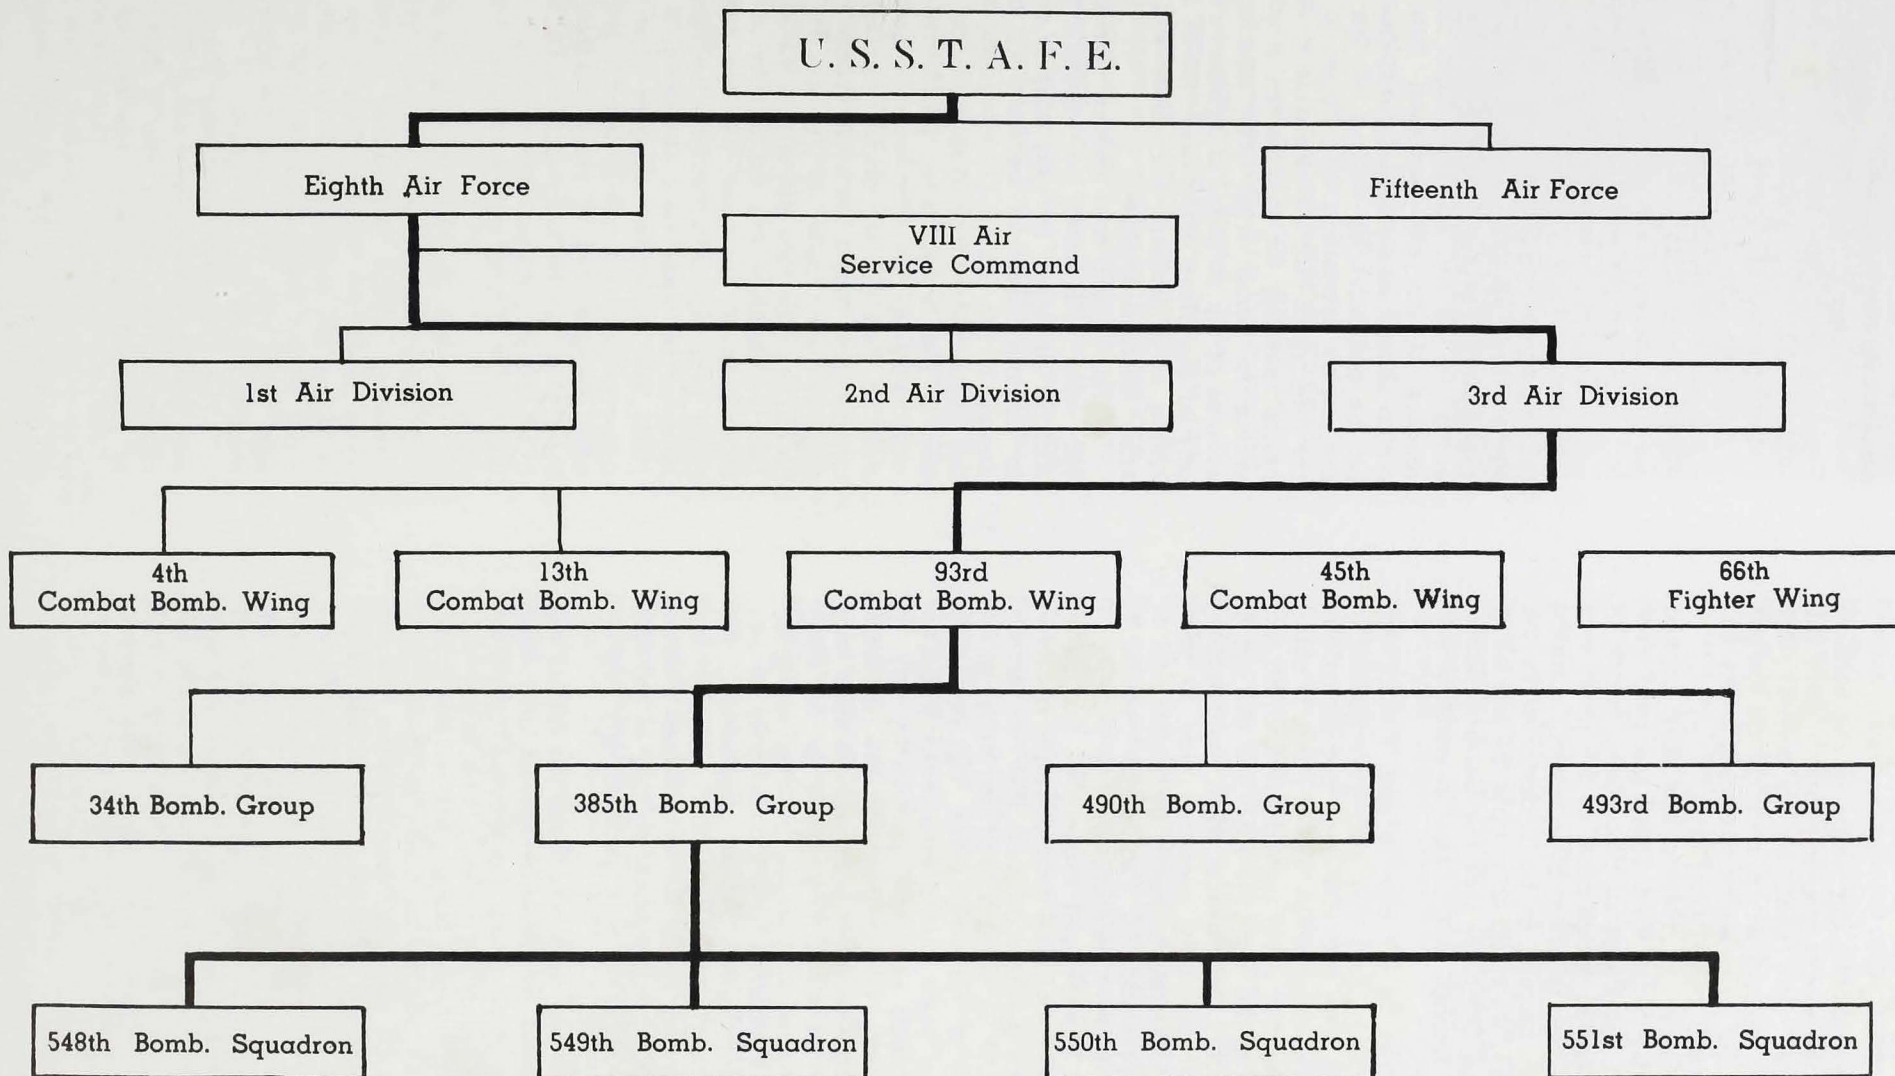 U. S. S. T. A. F. E.
Eighth Air Force
Fifteenth Air Force
VIII Air
Service Command
1st Air Division
2nd Air Division
3rd Air Division
4th
Combat Bomb. Wing
13th
Combat Bomb. Wing
93rd
Combat Bomb. Wing
45th
Combat Bomb. Wing
66th
Fighter Wing
34th Bomb. Group
385th Bomb. Group
490th Bomb. Group
493rd Bomb. Group
548th Bomb. Squadron
549th Bomb. Squadron
550th Bomb. Squadron
551st Bomb. Squadron